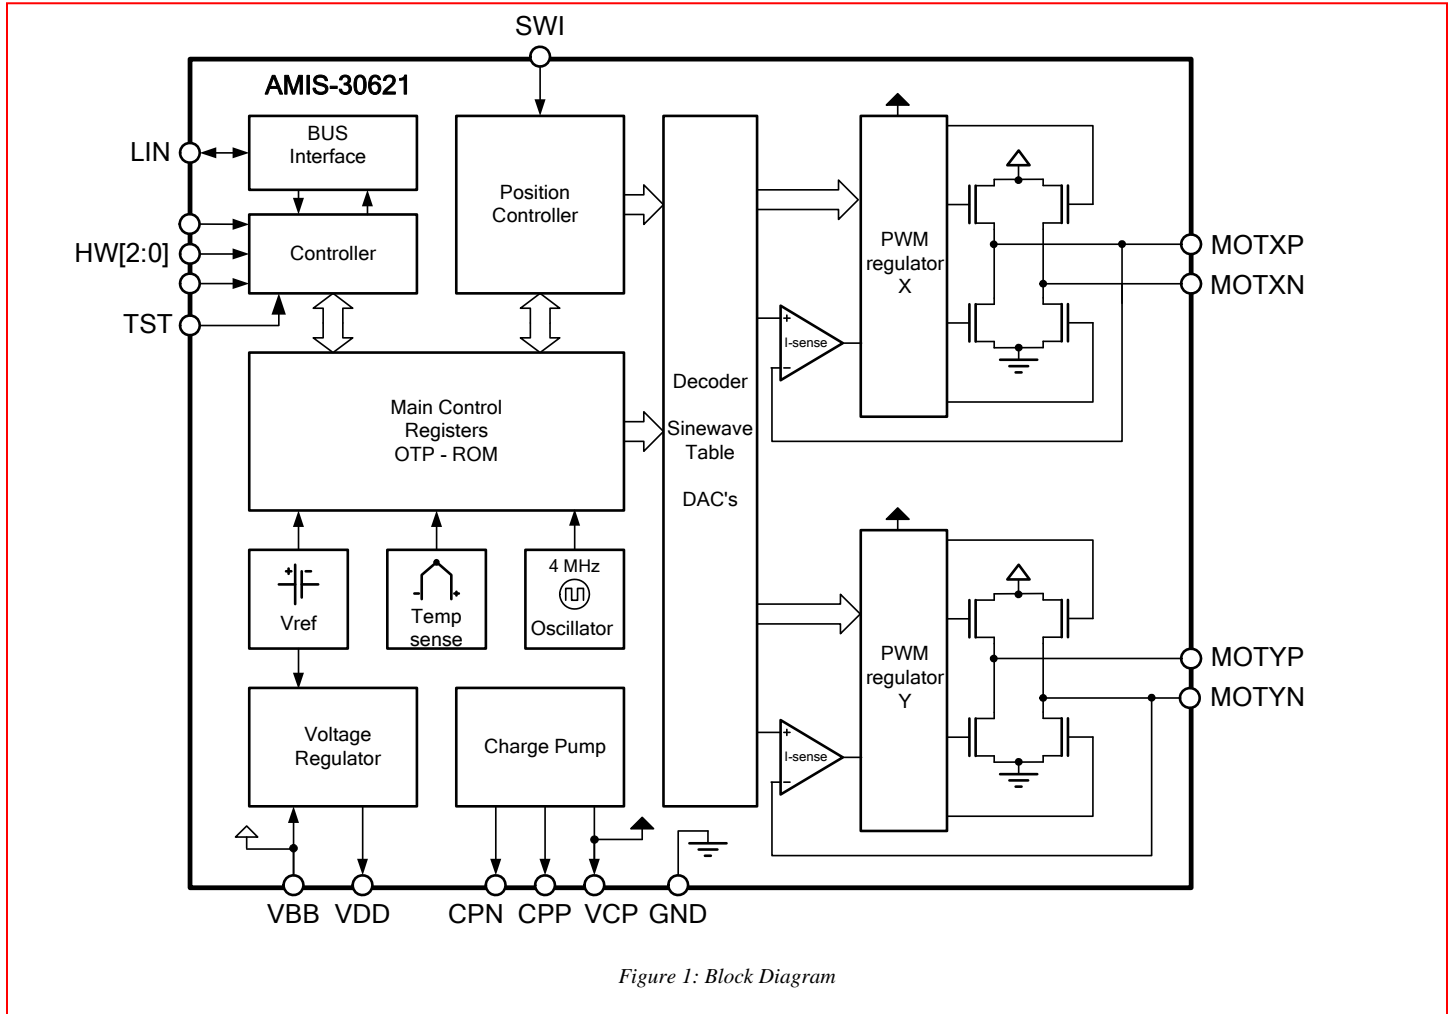 SWI
AMIS-30621
BUS
Interface
LIN
Controller
HW[2:0]
TST
Position
Controller
Main Control
Registers
OTP - ROM
+ -
Vref
- +
Temp
sense
4 MHz
Oscillator
Voltage
Regulator
Charge Pump
Decoder
Sinewave
Table
DAC's
+
I-sense
-
PWM
regulator
X
MOTXP
MOTXN
+
I-sense
-
PWM
regulator
Y
MOTYP
MOTYN
VBB
VDD
CPN
CPP
VCP
GND
Figure 1: Block Diagram